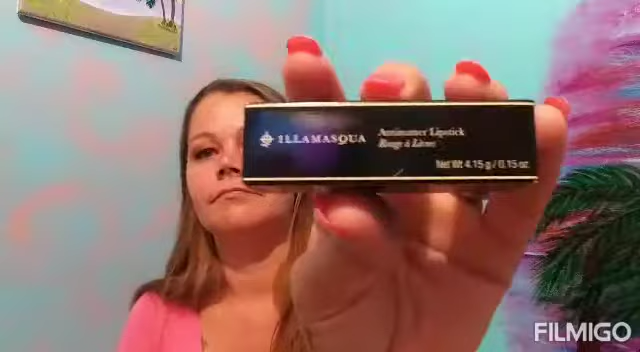 ILLAMASQUA
Antimatter Lipstick
Rouge à Lèvres
Net Wt 4.15 g / 0.15 oz.
FILMIGO